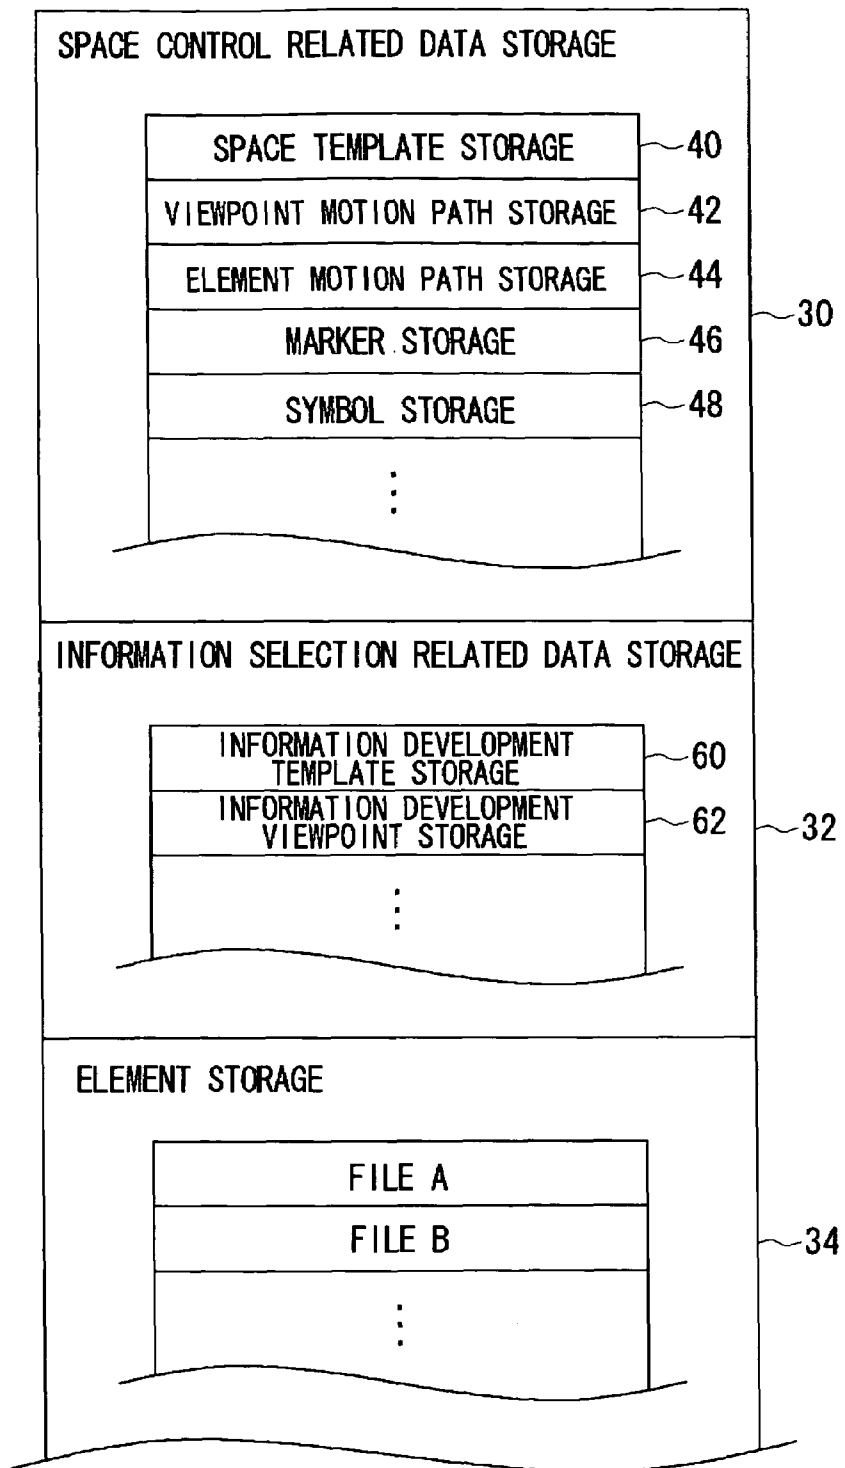 SPACE CONTROL RELATED DATA STORAGE
SPACE TEMPLATE STORAGE
40
VIEWPOINT MOTION PATH STORAGE
42
ELEMENT MOTION PATH STORAGE
44
30
MARKER STORAGE
46
SYMBOL STORAGE
48
INFORMATION SELECTION RELATED DATA STORAGE
INFORMATION DEVELOPMENT
TEMPLATE STORAGE
60
INFORMATION DEVELOPMENT
VIEWPOINT STORAGE
62
32
ELEMENT STORAGE
FILE A
FILE B
34